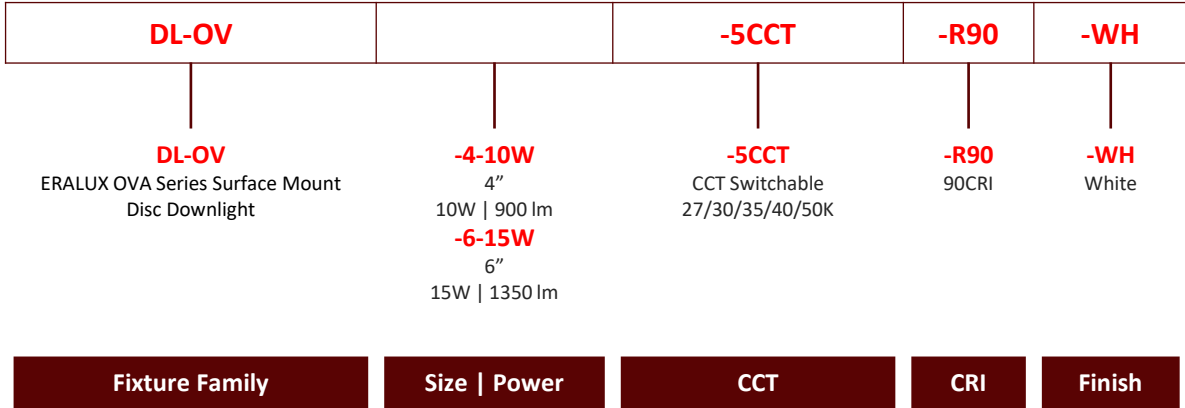 DL-OV -5CCT -R90 -WH
DL-OV
ERALUX OVA Series Surface Mount
Disc Downlight
-4-10W
4”
10W | 900 lm
-6-15W
6”
15W | 1350 lm
-5CCT
CCT Switchable
27/30/35/40/50K
-R90
90CRI
-WH
White
Fixture Family Size | Power CCT CRI Finish